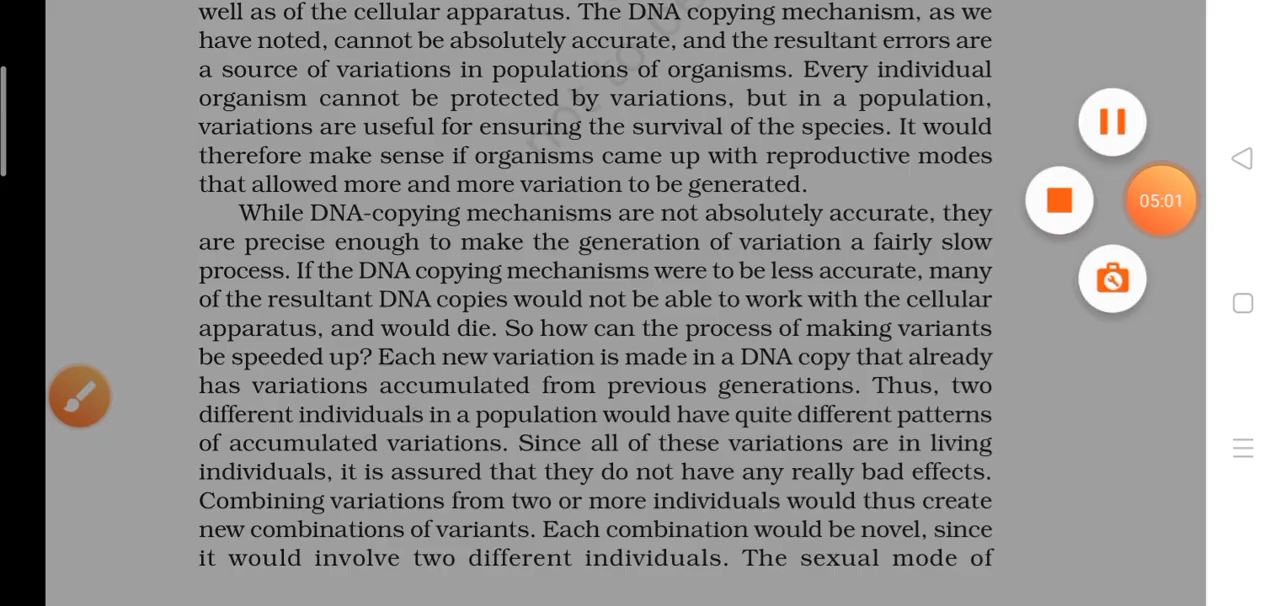 well as of the cellular apparatus. The DNA copying mechanism, as we
have noted, cannot be absolutely accurate, and the resultant errors are
a source of variations in populations of organisms. Every individual
organism cannot be protected by variations, but in a population,
variations are useful for ensuring the survival of the species. It would
therefore make sense if organisms came up with reproductive modes
that allowed more and more variation to be generated.
While DNA-copying mechanisms are not absolutely accurate, they
are precise enough to make the generation of variation a fairly slow
process. If the DNA copying mechanisms were to be less accurate, many
of the resultant DNA copies would not be able to work with the cellular
apparatus, and would die. So how can the process of making variants
be speeded up? Each new variation is made in a DNA copy that already
has variations accumulated from previous generations. Thus, two
different individuals in a population would have quite different patterns
of accumulated variations. Since all of these variations are in living
individuals, it is assured that they do not have any really bad effects.
Combining variations from two or more individuals would thus create
new combinations of variants. Each combination would be novel, since
it would involve two different individuals. The sexual mode of
not to be
05:01